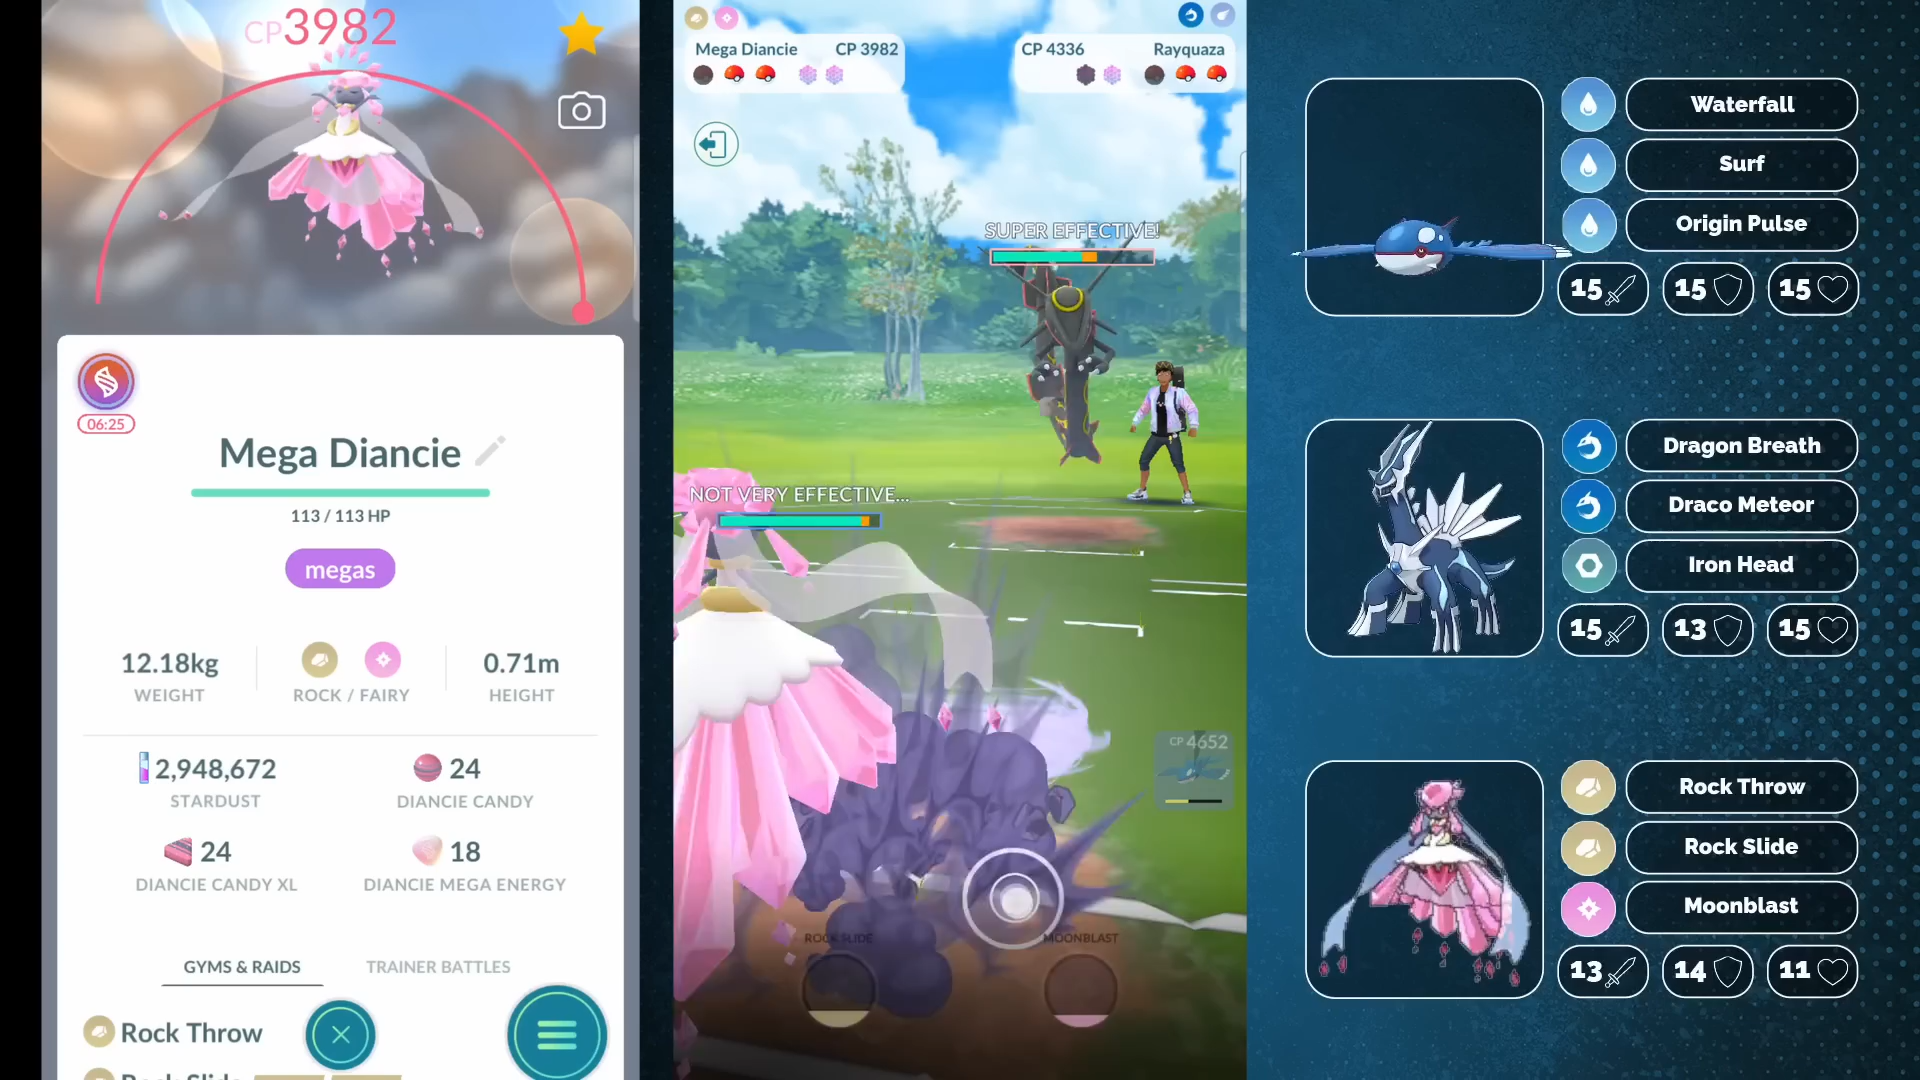 CP3982
06:25
Mega Diancie
113 / 113 HP
megas
12.18kg
WEIGHT
ROCK / FAIRY
0.71m
HEIGHT
2,948,672
STARDUST
24
DIANCIE CANDY
24
DIANCIE CANDY XL
18
DIANCIE MEGA ENERGY
GYMS & RAIDS
TRAINER BATTLES
Rock Throw
Rock Slide
Mega Diancie CP 3982
CP 4336 Rayquaza
SUPER EFFECTIVE!
NOT VERY EFFECTIVE...
CP 4652
ROCK SLIDE
MOONBLAST
Waterfall
Surf
Origin Pulse
15 15 15
Dragon Breath
Draco Meteor
Iron Head
15 13 15
Rock Throw
Rock Slide
Moonblast
13 14 11